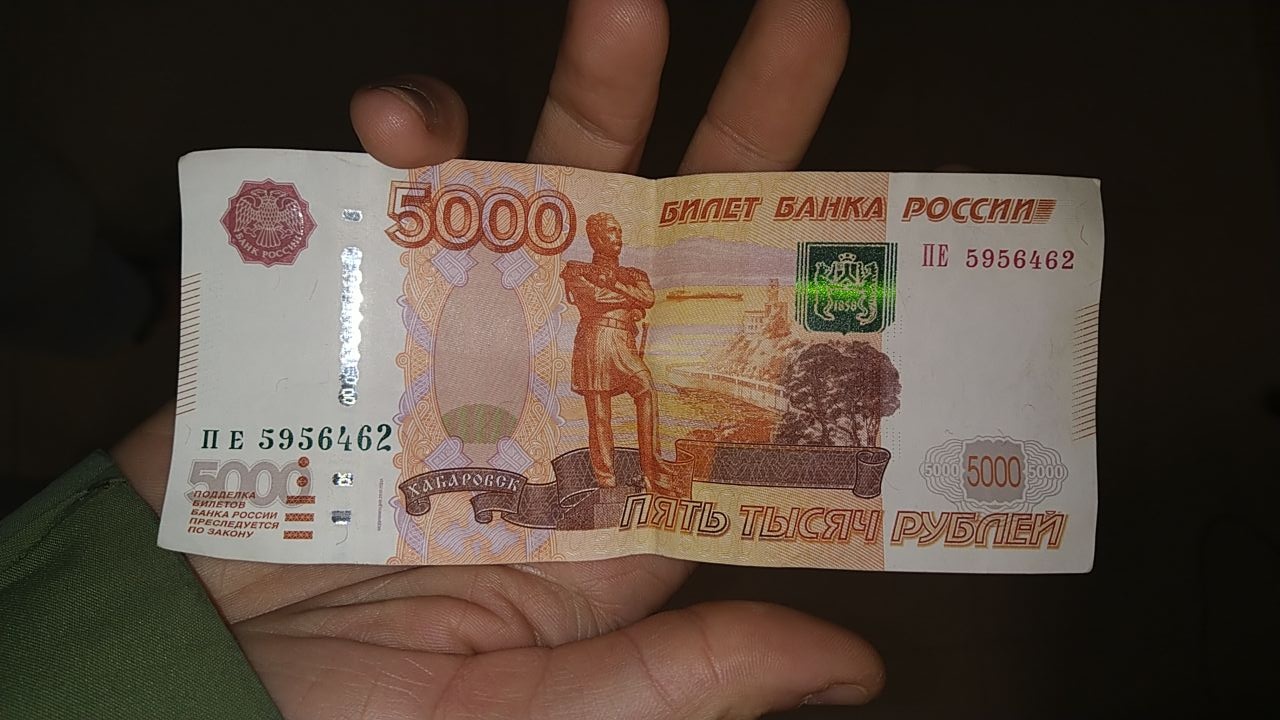 5000
БИЛЕТ БАНКА РОССИИ
БАНК РОССИИ
ПЕ 5956462
1858
ПЕ 5956462
5000
ПОДДЕЛКА
БИЛЕТОВ
БАНКА РОССИИ
ПРЕСЛЕДУЕТСЯ
ПО ЗАКОНУ
ХАБАРОВСК
5000 5000 5000
ПЯТЬ ТЫСЯЧ РУБЛЕЙ